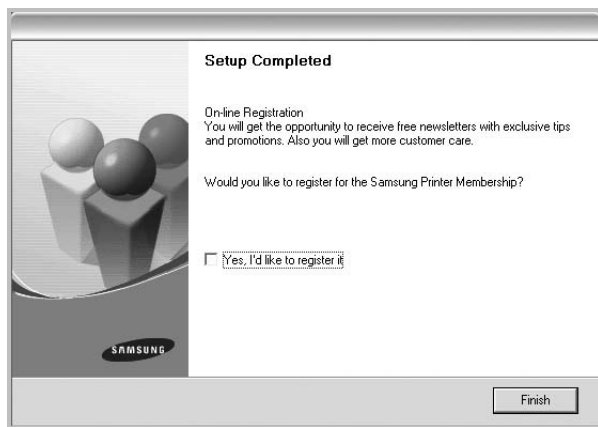 Setup Completed
On-line Registration
You will get the opportunity to receive free newsletters with exclusive tips
and promotions. Also you will get more customer care.
Would you like to register for the Samsung Printer Membership?
Yes, I'd like to register it
SAMSUNG
Finish